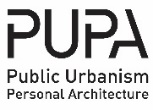 PUPA
Public Urbanism
Personal Architecture